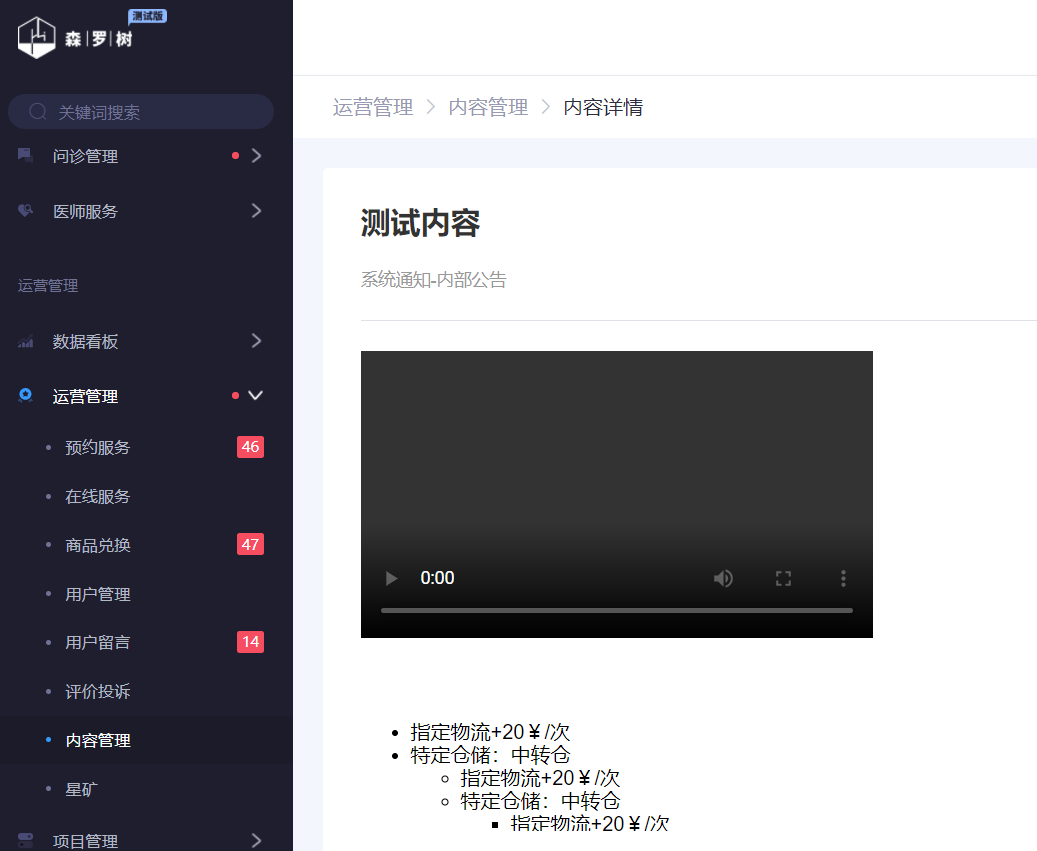 测试版
森罗树
关键词搜索
问诊管理
医师服务
运营管理
数据看板
运营管理
预约服务 46
在线服务
商品兑换 47
用户管理
用户留言 14
评价投诉
内容管理
星矿
项目管理
运营管理 > 内容管理 > 内容详情
测试内容
系统通知-内部公告
0:00
指定物流+20￥/次
特定仓储：中转仓
指定物流+20￥/次
特定仓储：中转仓
指定物流+20￥/次